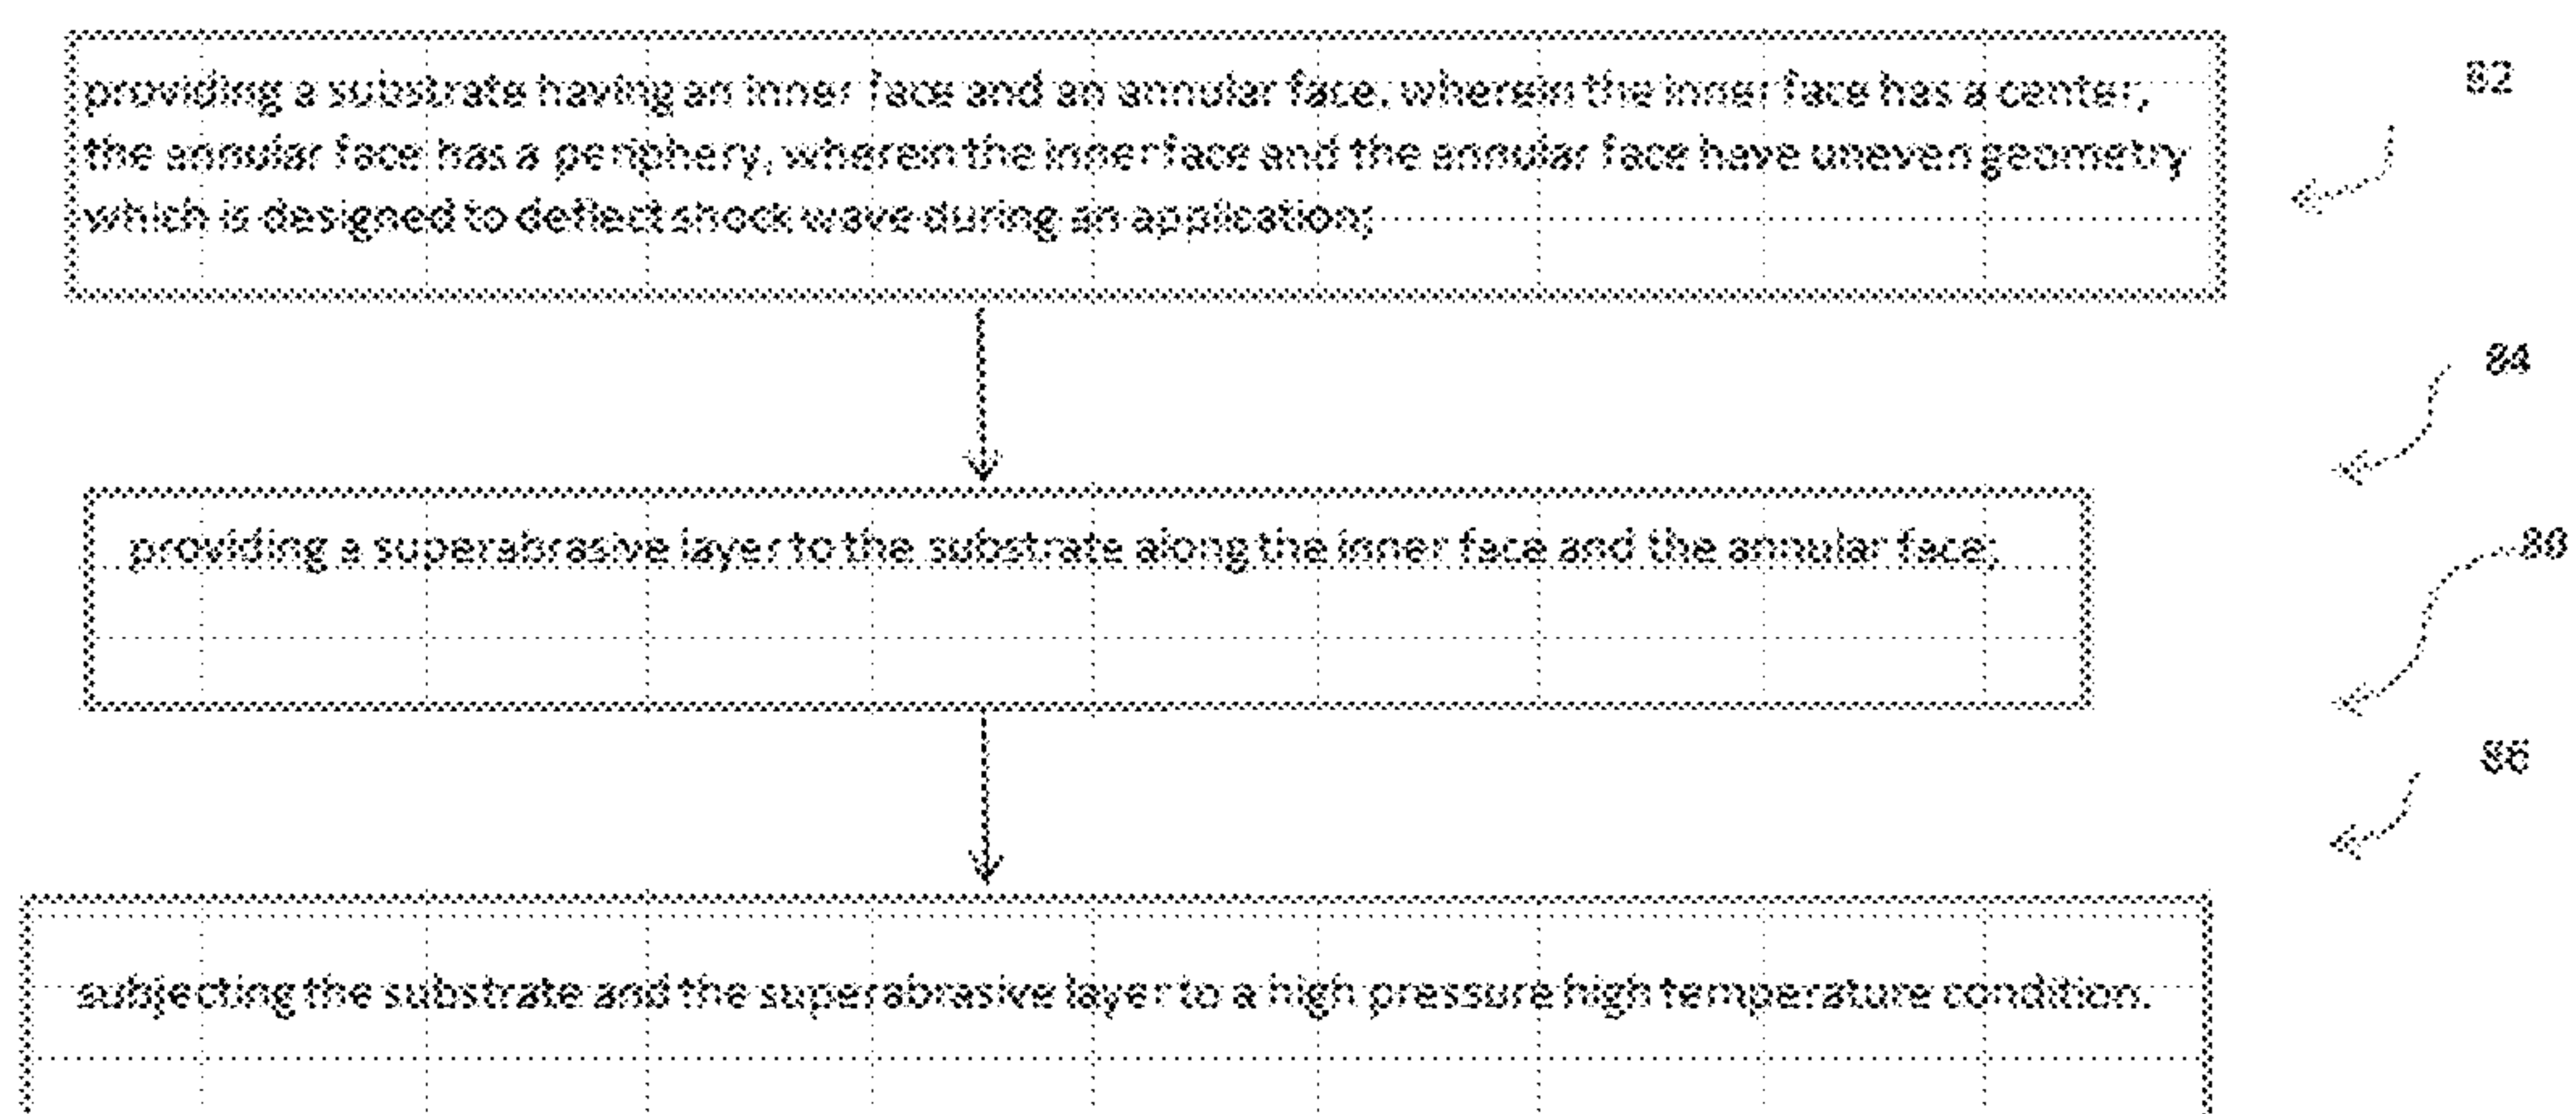 providing a substrate having an inner face and an annular face, wherein the inner face has a center,
the annular face has a periphery, wherein the inner face and the annular face have uneven geometry
which is designed to deflect shock wave during an application;
82
84
providing a superabrasive layer to the substrate along the inner face and the annular face;
80
86
subjecting the substrate and the superabrasive layer to a high pressure high temperature condition.